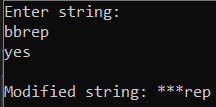 Enter string:
bbrep
yes
Modified string: ***rep